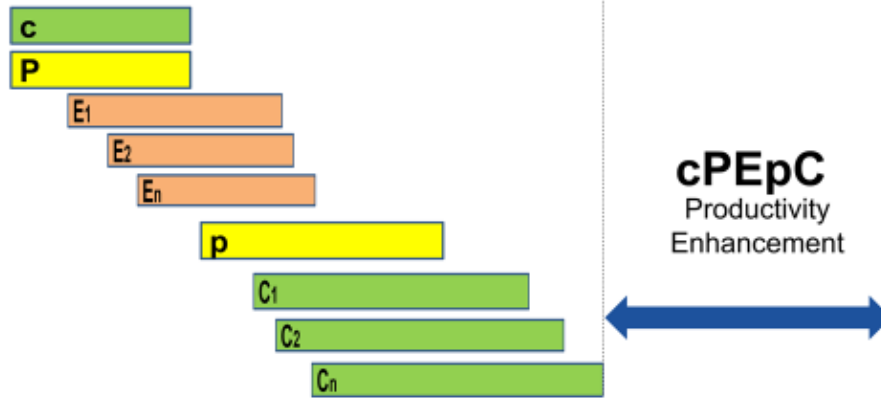 c
P
E1
E2
En
cPEpC
Productivity
Enhancement
p
C1
C2
Cn